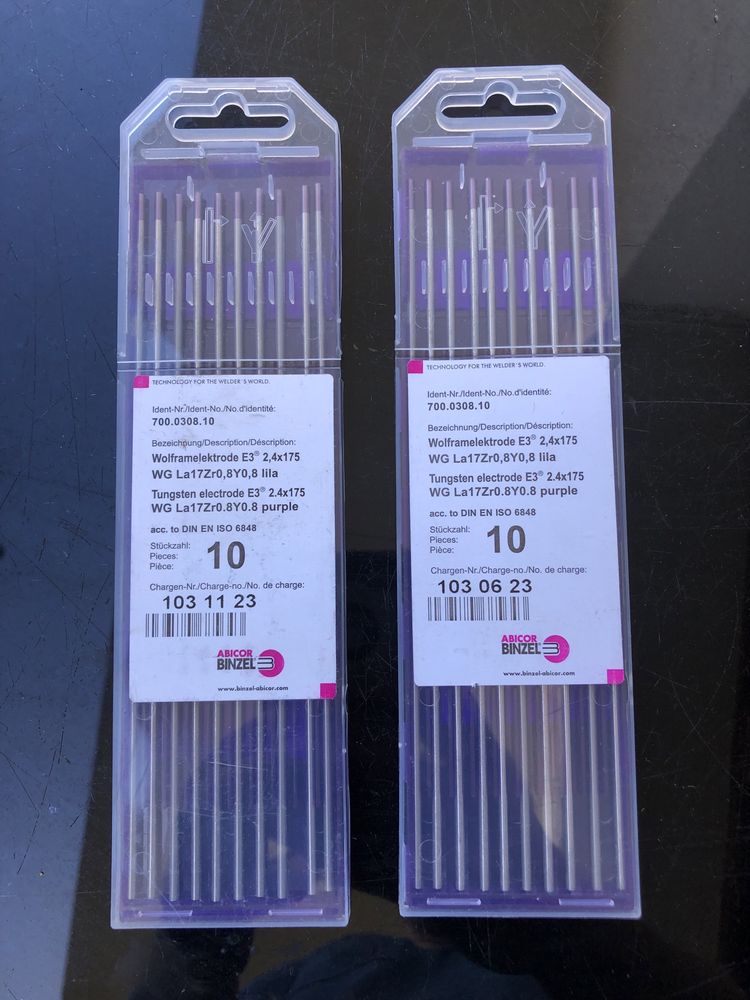 TECHNOLOGY FOR THE WELDER´S WORLD.
Ident-Nr./Ident-No./No.d'identité:
700.0308.10
Bezeichnung/Description/Déscription:
Wolframelektrode E3® 2,4x175
WG La17Zr0,8Y0,8 lila
Tungsten electrode E3® 2.4x175
WG La17Zr0.8Y0.8 purple
acc. to DIN EN ISO 6848
Stückzahl:
Pieces:
Pièce:
10
Chargen-Nr./Charge-no./No. de charge:
103 11 23
ABICOR
BINZEL
www.binzel-abicor.com
TECHNOLOGY FOR THE WELDER´S WORLD.
Ident-Nr./Ident-No./No.d'identité:
700.0308.10
Bezeichnung/Description/Déscription:
Wolframelektrode E3® 2,4x175
WG La17Zr0,8Y0,8 lila
Tungsten electrode E3® 2.4x175
WG La17Zr0.8Y0.8 purple
acc. to DIN EN ISO 6848
Stückzahl:
Pieces:
Pièce:
10
Chargen-Nr./Charge-no./No. de charge:
103 06 23
ABICOR
BINZEL
www.binzel-abicor.com